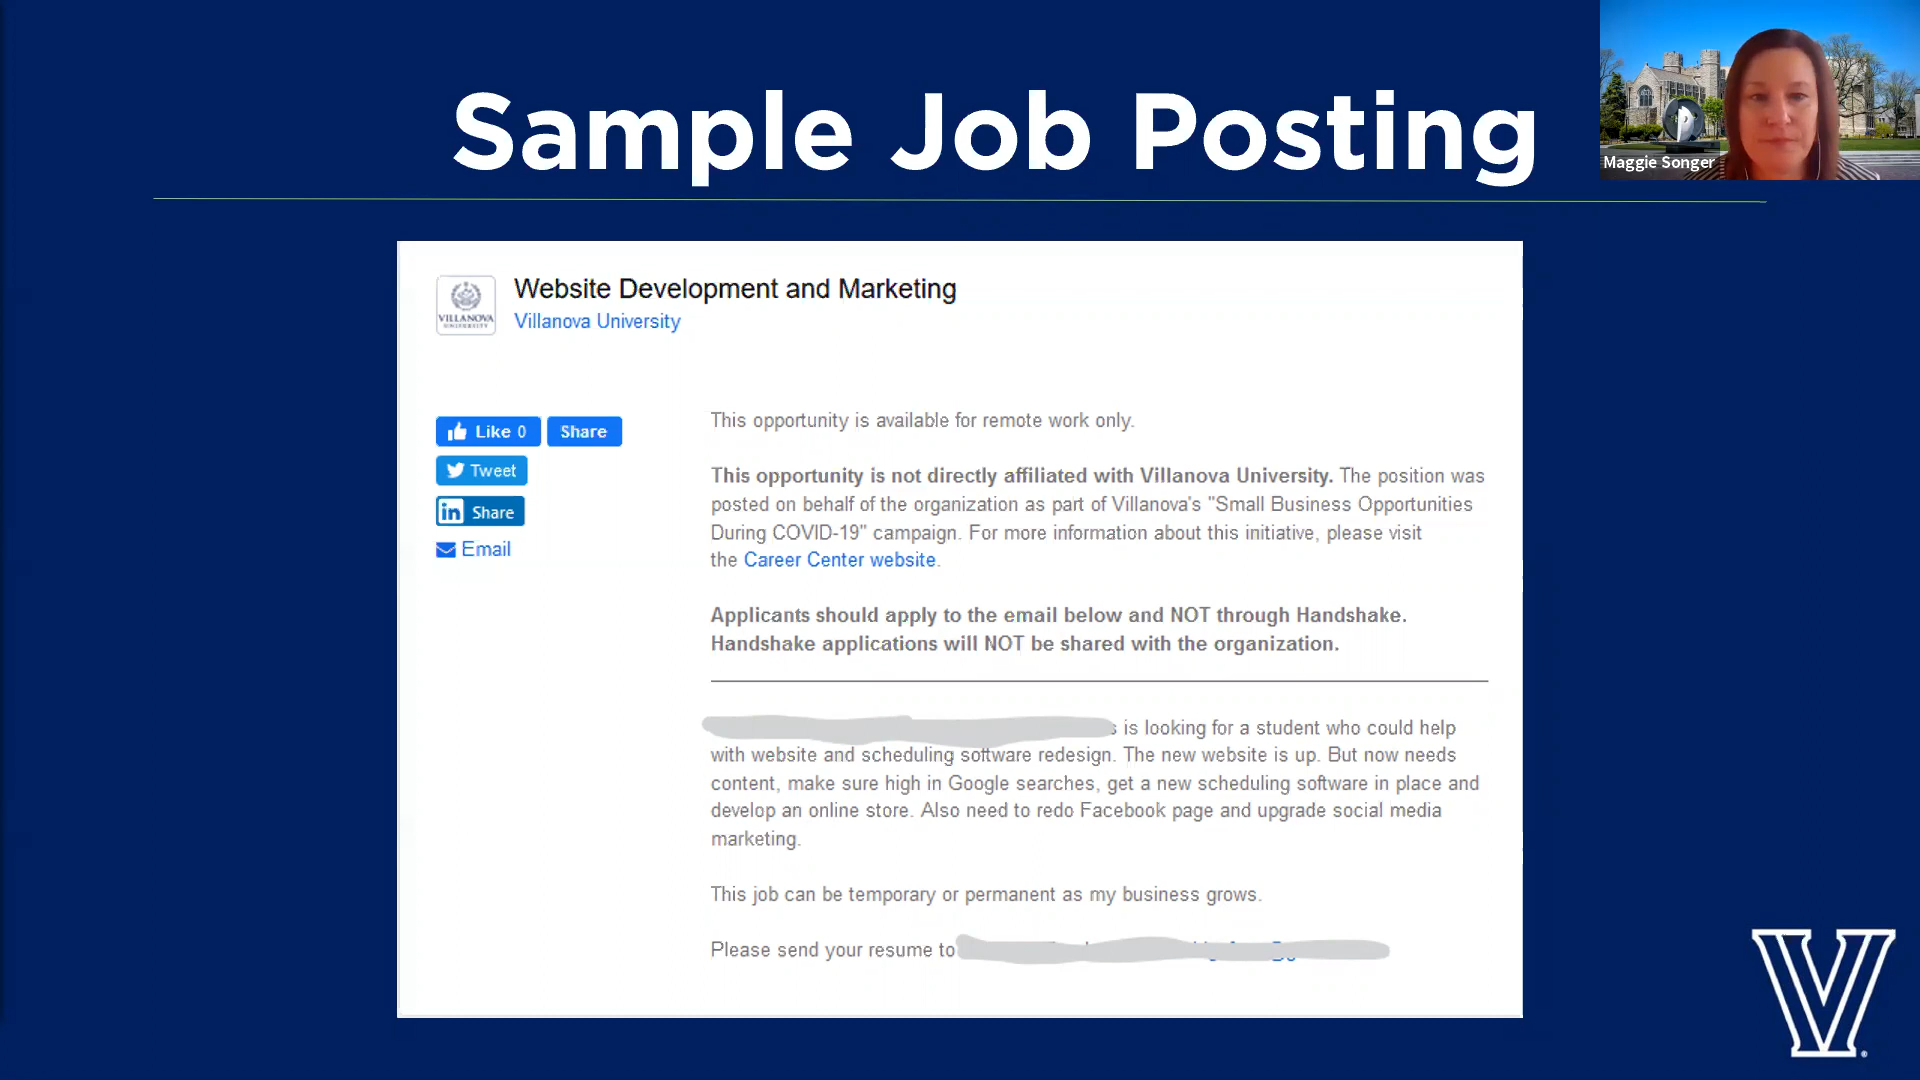 Sample Job Posting
Maggie Songer
Website Development and Marketing
VILLANOVA
UNIVERSITY
Villanova University
Like 0
Share
Tweet
in Share
Email
This opportunity is available for remote work only.
This opportunity is not directly affiliated with Villanova University. The position was
posted on behalf of the organization as part of Villanova's "Small Business Opportunities
During COVID-19" campaign. For more information about this initiative, please visit
the Career Center website.
Applicants should apply to the email below and NOT through Handshake.
Handshake applications will NOT be shared with the organization.
is looking for a student who could help
with website and scheduling software redesign. The new website is up. But now needs
content, make sure high in Google searches, get a new scheduling software in place and
develop an online store. Also need to redo Facebook page and upgrade social media
marketing.
This job can be temporary or permanent as my business grows.
Please send your resume to
V